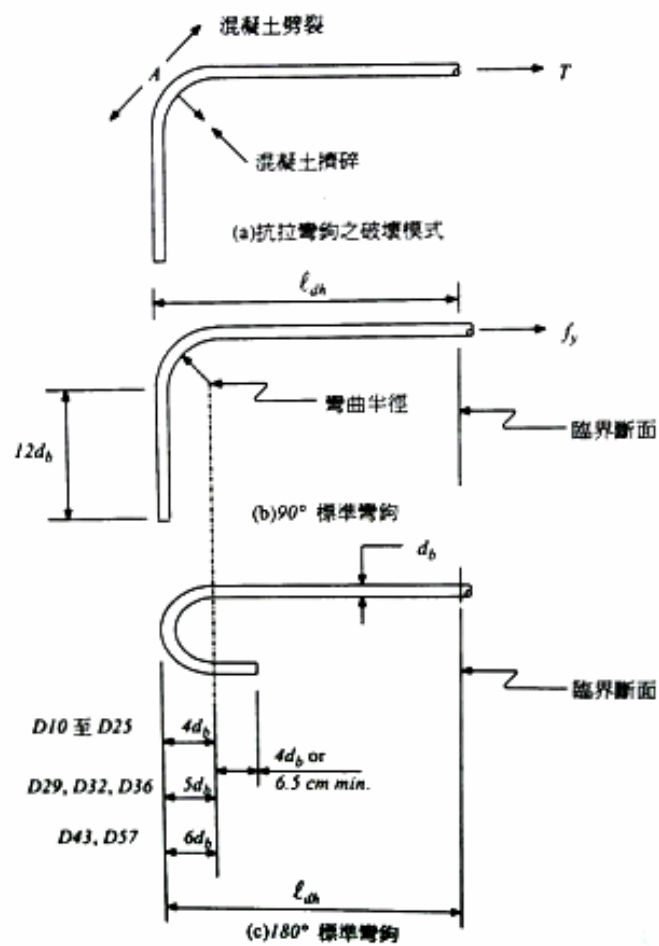 混凝土劈裂
A
T
混凝土擠碎
(a)抗拉彎鉤之破壞模式
ℓdh
fy
彎曲半徑
臨界斷面
12db
(b)90° 標準彎鉤
db
臨界斷面
D10 至 D25 4db
4db or
6.5 cm min.
D29, D32, D36 5db
D43, D57 6db
ℓdh
(c)180° 標準彎鉤